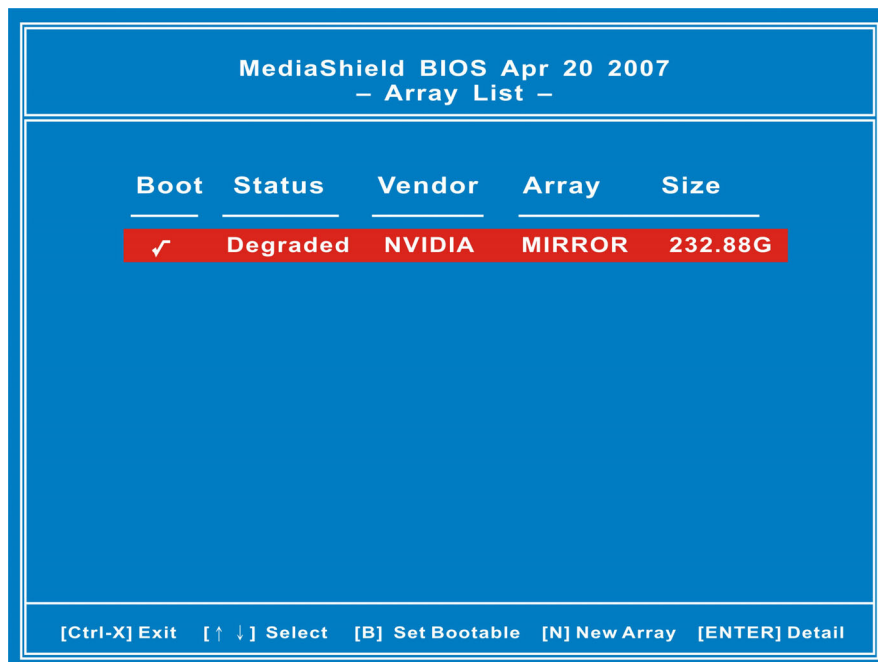 MediaShield BIOS Apr 20 2007
– Array List –
Boot Status Vendor Array Size
✓ Degraded NVIDIA MIRROR 232.88G
[Ctrl-X] Exit [↑ ↓] Select [B] Set Bootable [N] New Array [ENTER] Detail